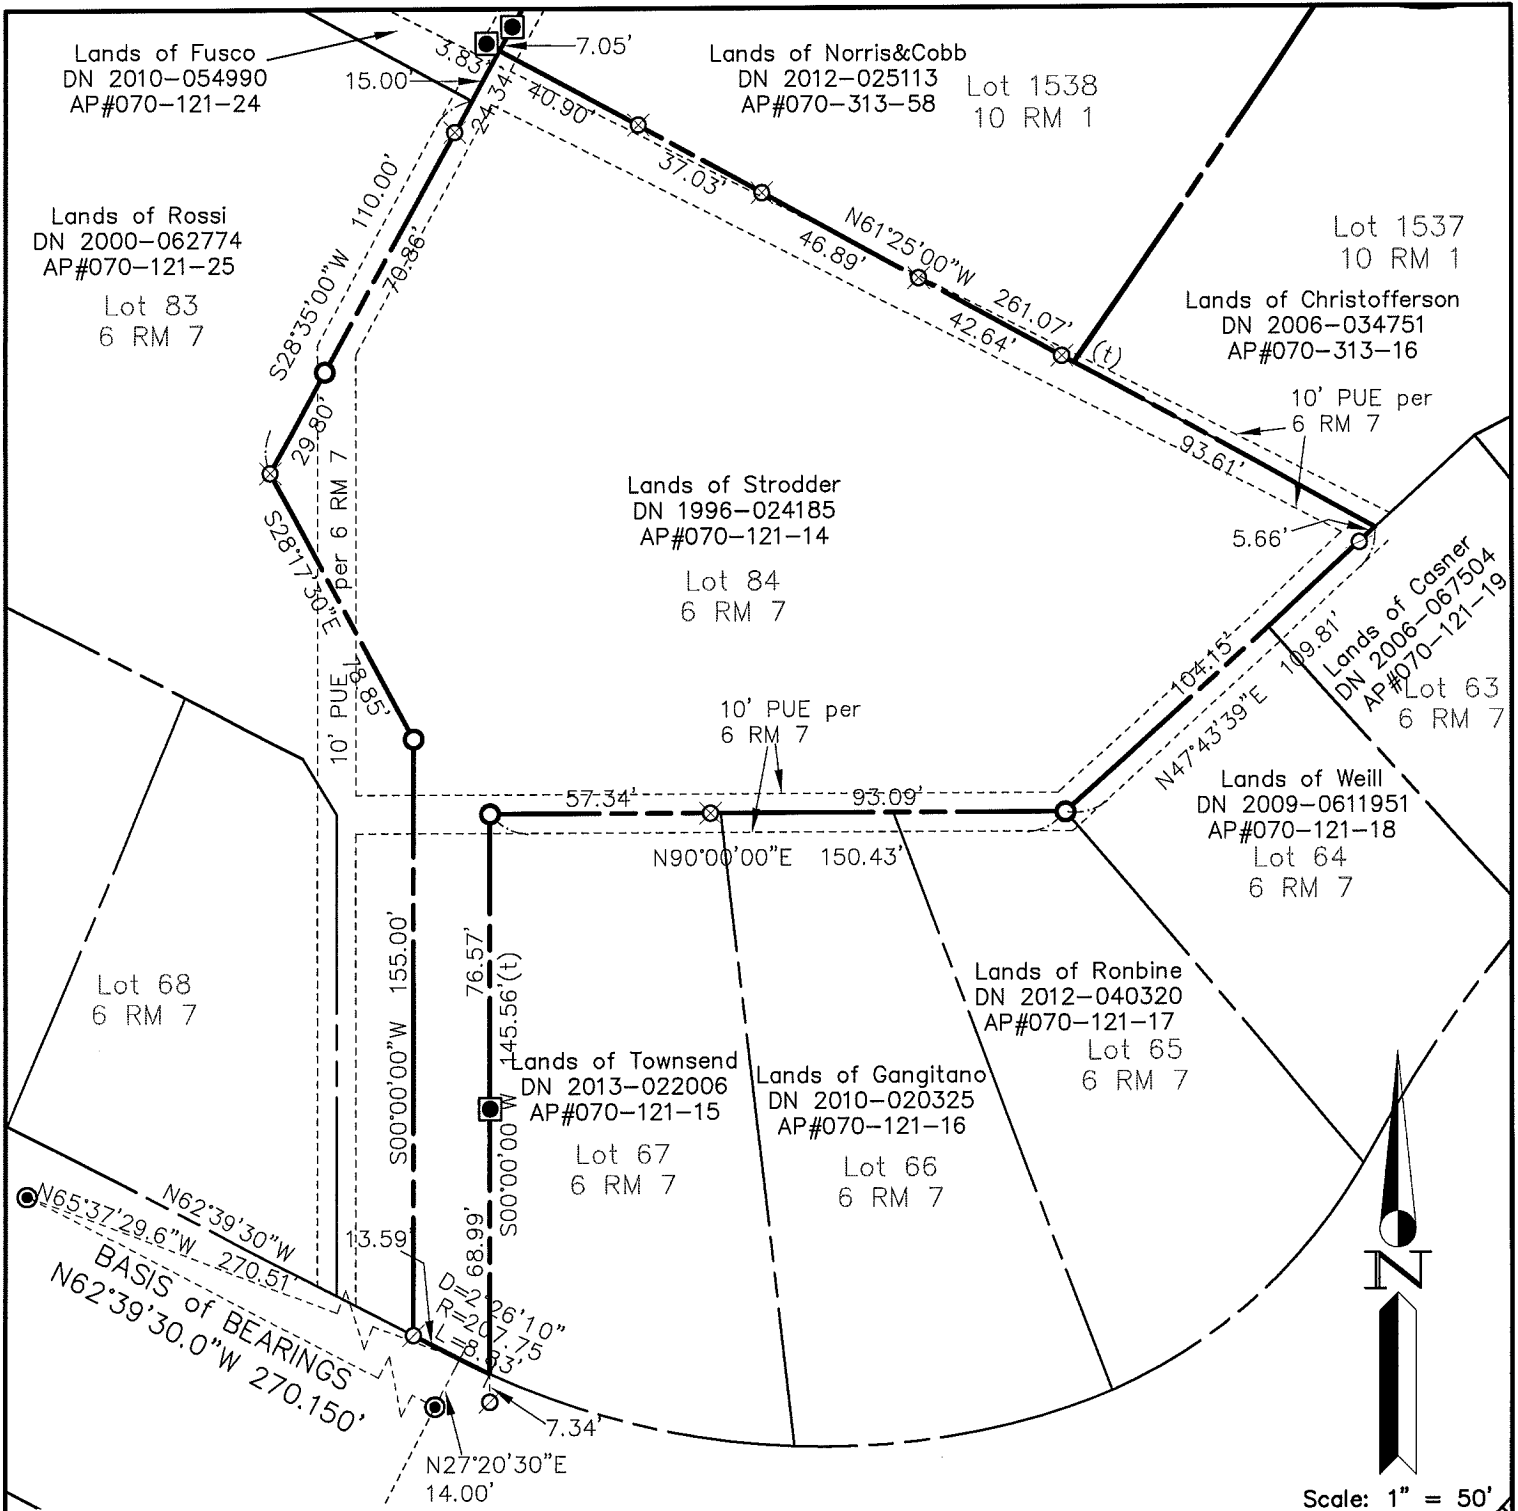 Lands of Fusco
DN 2010-054990
AP#070-121-24
3.83'
7.05'
15.00'
24.34'
40.90'
Lands of Norris&Cobb
DN 2012-025113
AP#070-313-58
Lot 1538
10 RM 1
37.03'
46.89'
N61°25'00"W 261.07' (t)
42.64'
93.61'
Lot 1537
10 RM 1
Lands of Christofferson
DN 2006-034751
AP#070-313-16
10' PUE per
6 RM 7
5.66'
Lands of Rossi
DN 2000-062774
AP#070-121-25
Lot 83
6 RM 7
S28°35'00"W 110.00'
70.86'
29.80'
S28°17'30"E 78.85'
10' PUE per 6 RM 7
Lands of Strodder
DN 1996-024185
AP#070-121-14
Lot 84
6 RM 7
Lands of Casner
DN 2006-067504
AP#070-121-19
Lot 63
6 RM 7
104.15'
N47°43'39"E 109.81'
10' PUE per
6 RM 7
57.34'
93.09'
N90°00'00"E 150.43'
Lands of Weill
DN 2009-0611951
AP#070-121-18
Lot 64
6 RM 7
Lot 68
6 RM 7
S00°00'00"W 155.00'
76.57'
S00°00'00"W 145.56'(t)
68.99'
Lands of Townsend
DN 2013-022006
AP#070-121-15
Lot 67
6 RM 7
Lands of Gangitano
DN 2010-020325
AP#070-121-16
Lot 66
6 RM 7
Lands of Ronbine
DN 2012-040320
AP#070-121-17
Lot 65
6 RM 7
N62°39'30"W
N65°37'29.6"W 270.51'
BASIS of BEARINGS
N62°39'30.0"W 270.150'
13.59'
D=2°26'10"
R=207.75
L=8.83'
7.34'
N27°20'30"E
14.00'
N
Scale: 1" = 50'